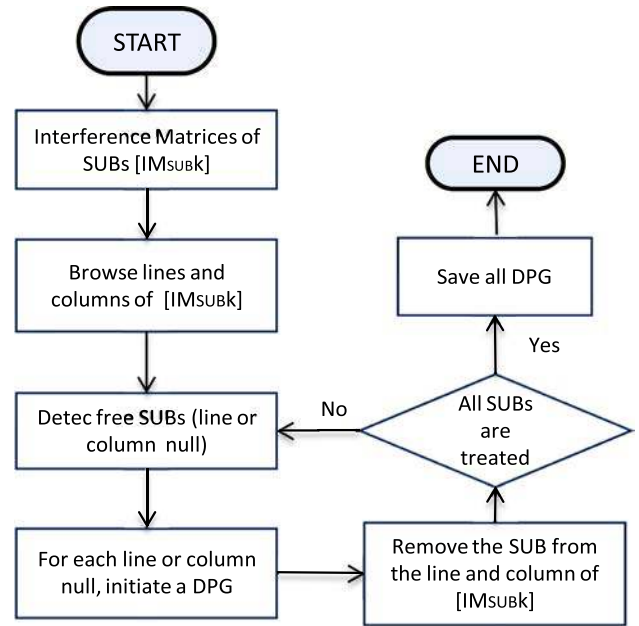 START
Interference Matrices of
SUBs [IMSUBk]
Browse lines and
columns of [IMSUBk]
Detec free SUBs (line or
column null)
For each line or column
null, initiate a DPG
Remove the SUB from
the line and column of
[IMSUBk]
All SUBs
are
treated
No
Yes
Save all DPG
END